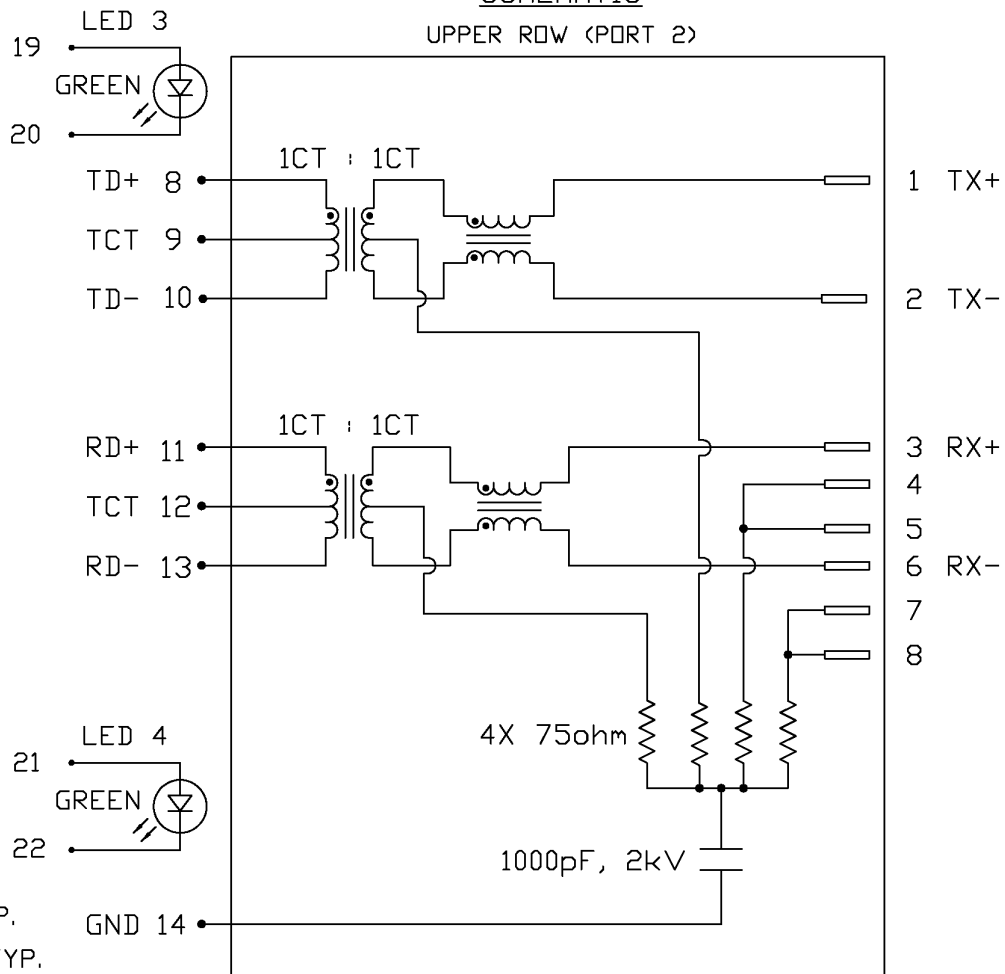 UPPER ROW (PORT 2)
LED 3
19
GREEN
20
1CT : 1CT
TD+ 8
1 TX+
TCT 9
TD- 10
2 TX-
1CT : 1CT
RD+ 11
3 RX+
4
TCT 12
5
RD- 13
6 RX-
7
8
LED 4
4X 75ohm
21
GREEN
22
1000pF, 2kV
GND 14
P.
YP.